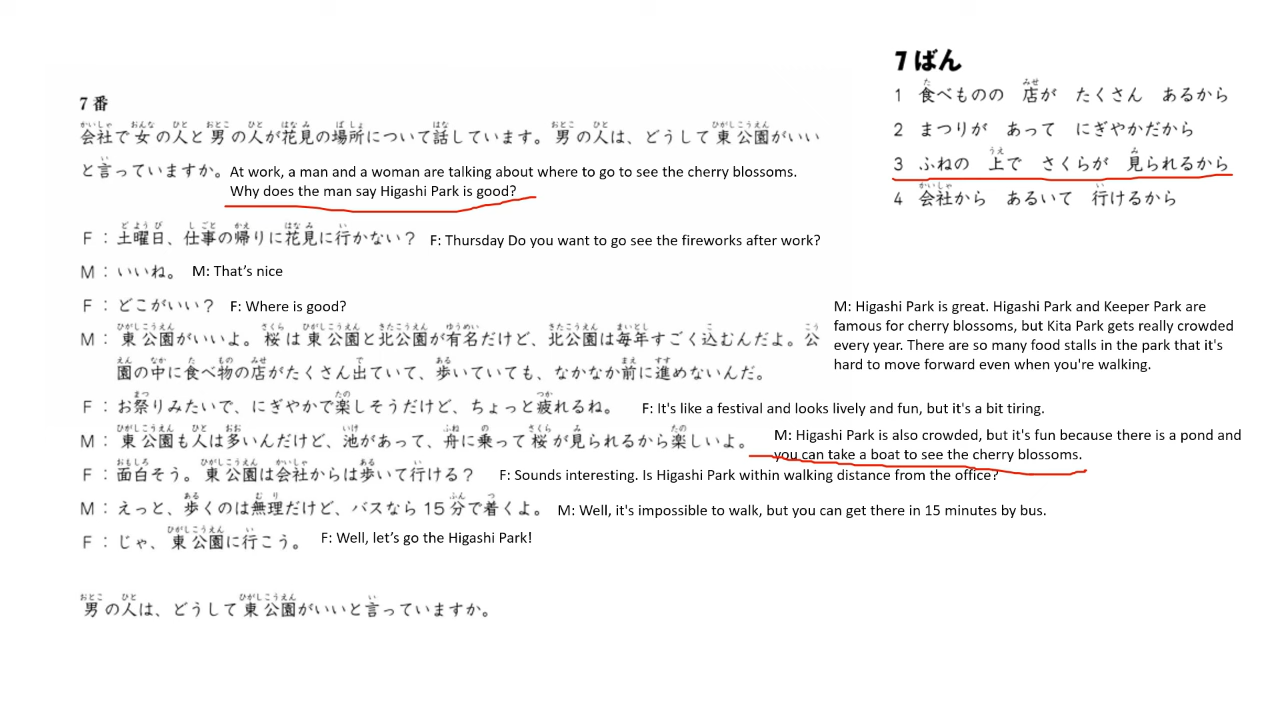 7番
会社で女の人と男の人が花見の場所について話しています。男の人は、どうして東公園がいい
と言っていますか。
At work, a man and a woman are talking about where to go to see the cherry blossoms.
Why does the man say Higashi Park is good?
F:土曜日、仕事の帰りに花見に行かない?
F: Thursday Do you want to go see the fireworks after work?
M:いいね。
M: That's nice
F:どこがいい?
F: Where is good?
M:東公園がいいよ。桜は東公園と北公園が有名だけど、北公園は毎年すごく込むんだよ。公
園の中に食べ物の店がたくさん出ていて、歩いていても、なかなか前に進めないんだ。
M: Higashi Park is great. Higashi Park and Keeper Park are
famous for cherry blossoms, but Kita Park gets really crowded
every year. There are so many food stalls in the park that it's
hard to move forward even when you're walking.
F:お祭りみたいで、にぎやかで楽しそうだけど、ちょっと疲れるね。
F: It's like a festival and looks lively and fun, but it's a bit tiring.
M:東公園も人は多いんだけど、池があって、舟に乗って桜が見られるから楽しいよ。
M: Higashi Park is also crowded, but it's fun because there is a pond and
you can take a boat to see the cherry blossoms.
F:面白そう。東公園は会社からは歩いて行ける?
F: Sounds interesting. Is Higashi Park within walking distance from the office?
M:えっと、歩くのは無理だけど、バスなら15分で着くよ。
M: Well, it's impossible to walk, but you can get there in 15 minutes by bus.
F:じゃ、東公園に行こう。
F: Well, let's go the Higashi Park!
男の人は、どうして東公園がいいと言っていますか。
7ばん
1 食べものの 店が たくさん あるから
2 まつりが あって にぎやかだから
3 ふねの 上で さくらが 見られるから
4 会社から あるいて 行けるから